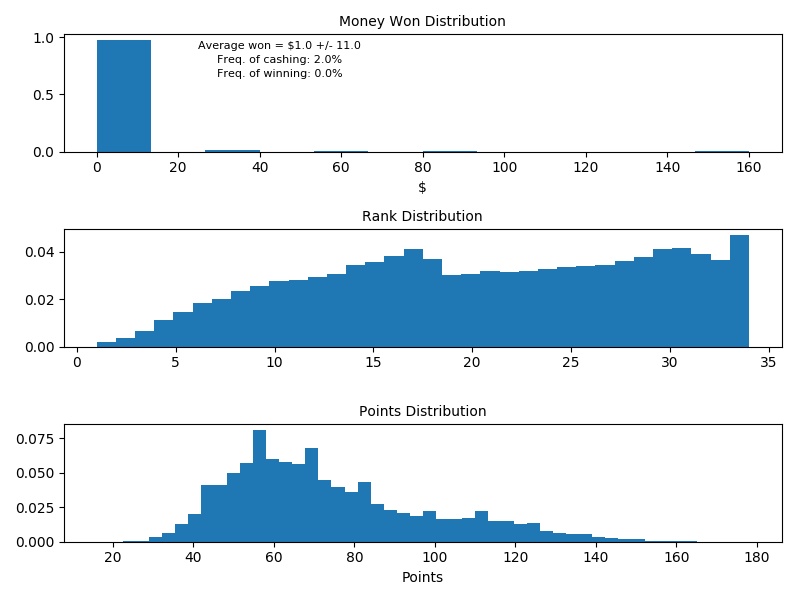 Money Won Distribution
1.0
0.5
0.0
Average won = $1.0 +/- 11.0
Freq. of cashing: 2.0%
Freq. of winning: 0.0%
0 20 40 60 80 100 120 140 160
$
Rank Distribution
0.04
0.02
0.00
0 5 10 15 20 25 30 35
Points Distribution
0.075
0.050
0.025
0.000
20 40 60 80 100 120 140 160 180
Points